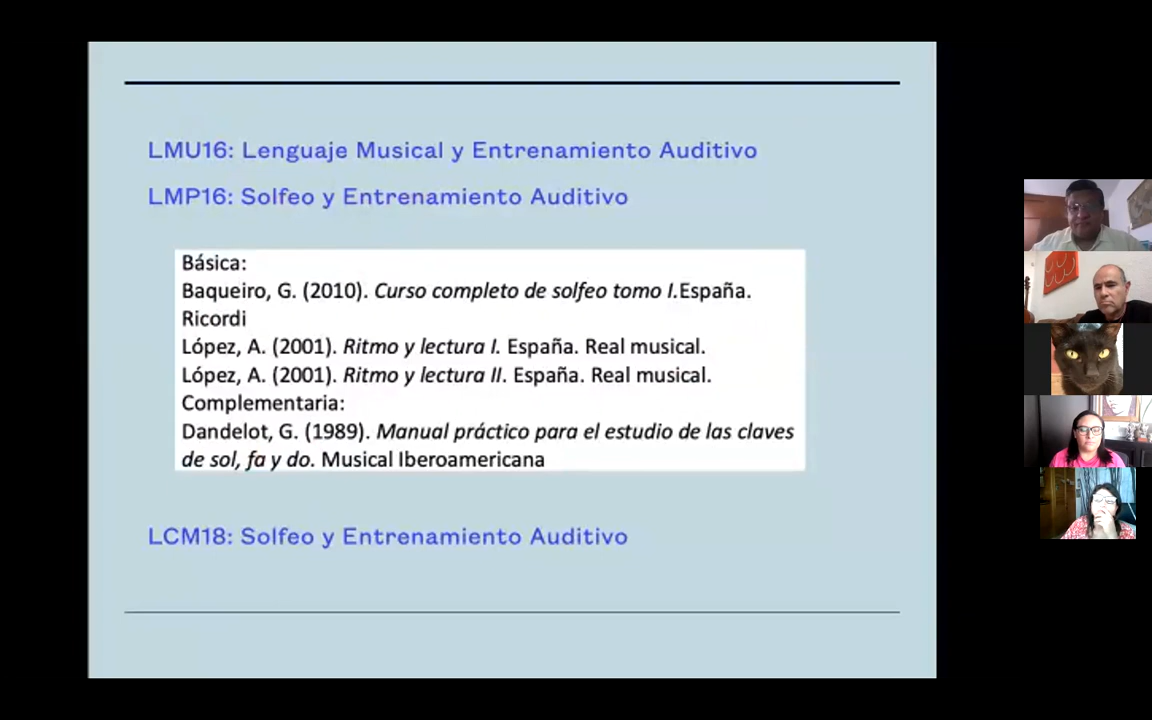 LMU16: Lenguaje Musical y Entrenamiento Auditivo
LMP16: Solfeo y Entrenamiento Auditivo
Básica:
Baqueiro, G. (2010). Curso completo de solfeo tomo I.España.
Ricordi
López, A. (2001). Ritmo y lectura I. España. Real musical.
López, A. (2001). Ritmo y lectura II. España. Real musical.
Complementaria:
Dandelot, G. (1989). Manual práctico para el estudio de las claves
de sol, fa y do. Musical Iberoamericana
LCM18: Solfeo y Entrenamiento Auditivo